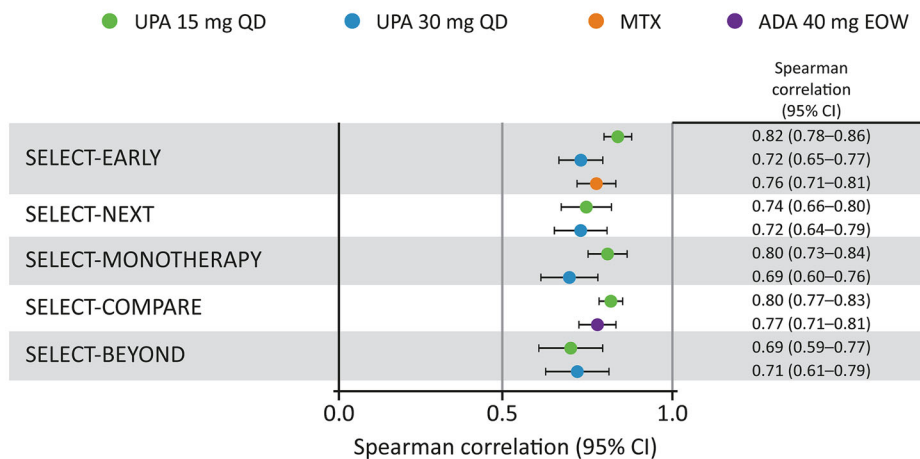 UPA 15 mg QD UPA 30 mg QD MTX ADA 40 mg EOW
Spearman
correlation
(95% CI)
SELECT-EARLY
0.82 (0.78–0.86)
0.72 (0.65–0.77)
0.76 (0.71–0.81)
SELECT-NEXT
0.74 (0.66–0.80)
0.72 (0.64–0.79)
SELECT-MONOTHERAPY
0.80 (0.73–0.84)
0.69 (0.60–0.76)
SELECT-COMPARE
0.80 (0.77–0.83)
0.77 (0.71–0.81)
SELECT-BEYOND
0.69 (0.59–0.77)
0.71 (0.61–0.79)
0.0 0.5 1.0
Spearman correlation (95% CI)